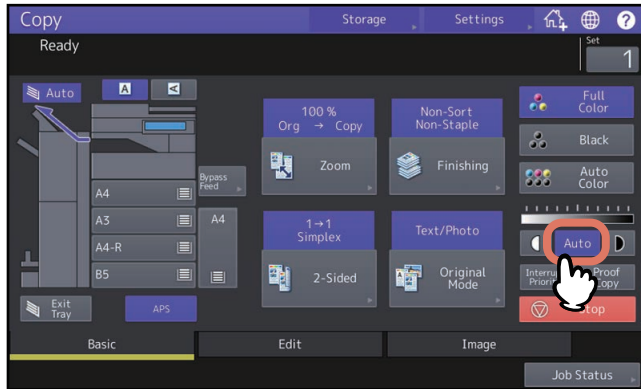 Copy
Storage
Settings
?
Ready
Set
1
Auto
A
A
100 %
Org → Copy
Zoom
Non-Sort
Non-Staple
Finishing
Full
Color
Black
Auto
Color
Bypass
Feed
A4
A3
A4-R
B5
A4
1→1
Simplex
2-Sided
Text/Photo
Original
Mode
Auto
Proof
Copy
Stop
Exit
Tray
APS
Basic
Edit
Image
Job Status